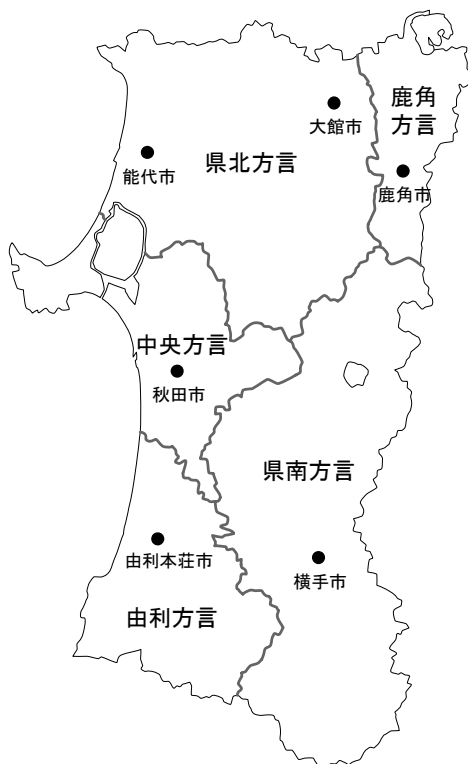 鹿角
方言
大館市
能代市
県北方言
鹿角市
中央方言
秋田市
県南方言
由利本荘市
横手市
由利方言